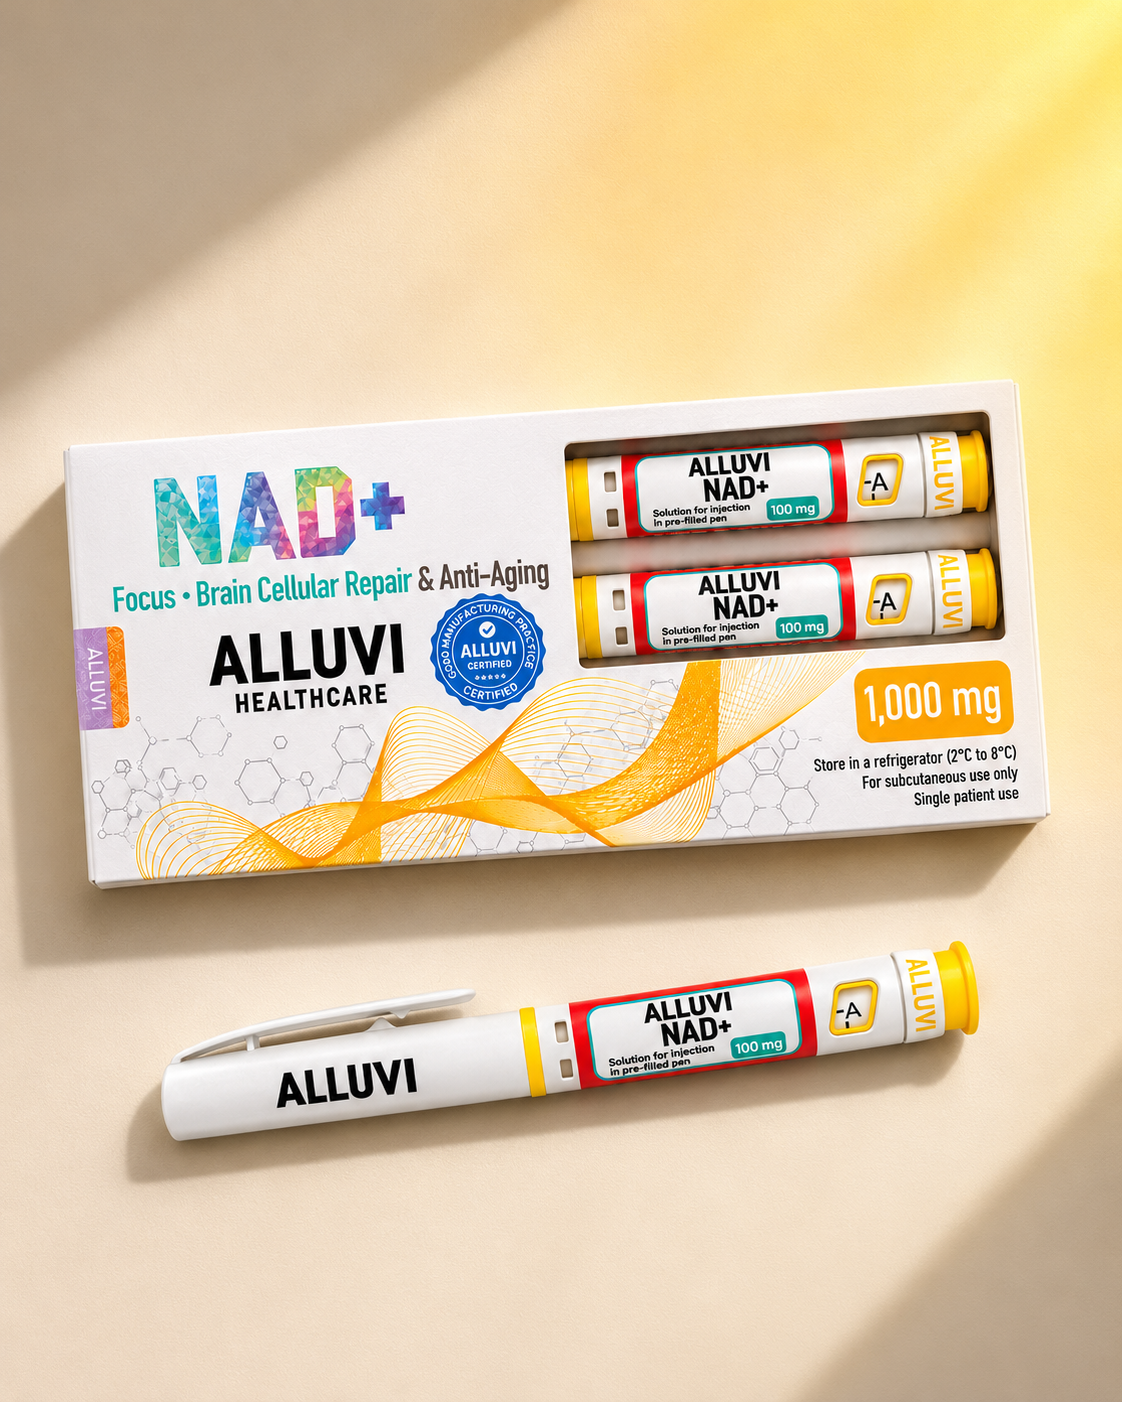 NAD+
Focus • Brain Cellular Repair & Anti-Aging
ALLUVI
HEALTHCARE
GOOD MANUFACTURING PRACTICE
ALLUVI
CERTIFIED
CERTIFIED
ALLUVI
ALLUVI
NAD+
Solution for injection
in pre-filled pen
100 mg
-A
ALLUVI
ALLUVI
NAD+
Solution for injection
in pre-filled pen
100 mg
-A
ALLUVI
1,000 mg
Store in a refrigerator (2°C to 8°C)
For subcutaneous use only
Single patient use
ALLUVI
ALLUVI
NAD+
Solution for injection
in pre-filled pen
100 mg
-A
ALLUVI